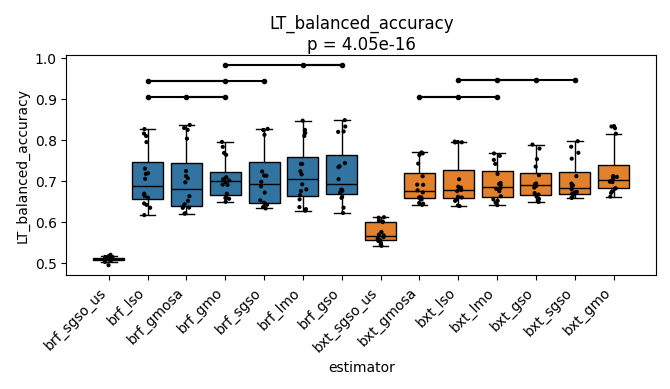 LT_balanced_accuracy
p = 4.05e-16
LT_balanced_accuracy
1.0
0.9
0.8
0.7
0.6
0.5
brf_sgso_us
brf_lso
brf_gmosa
brf_gmo
brf_sgso
brf_lmo
brf_gso
bxt_sgso_us
bxt_gmosa
bxt_lso
bxt_lmo
bxt_gso
bxt_sgso
bxt_gmo
estimator